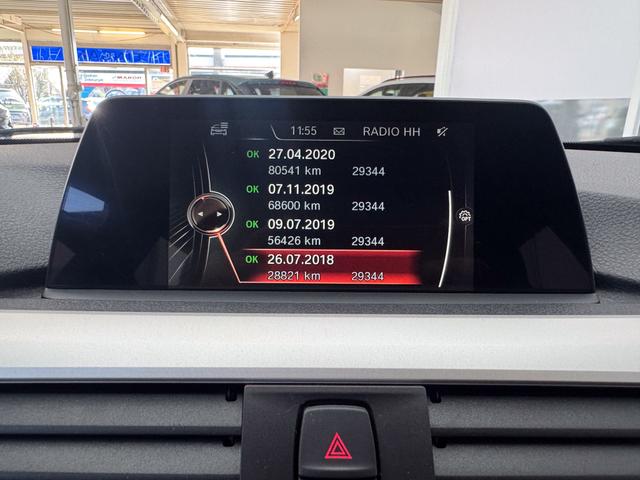 11:55 RADIO HH
OK 27.04.2020
80541 km 29344
OK 07.11.2019
68600 km 29344
OK 09.07.2019
56426 km 29344
OPT
OK 26.07.2018
28821 km 29344